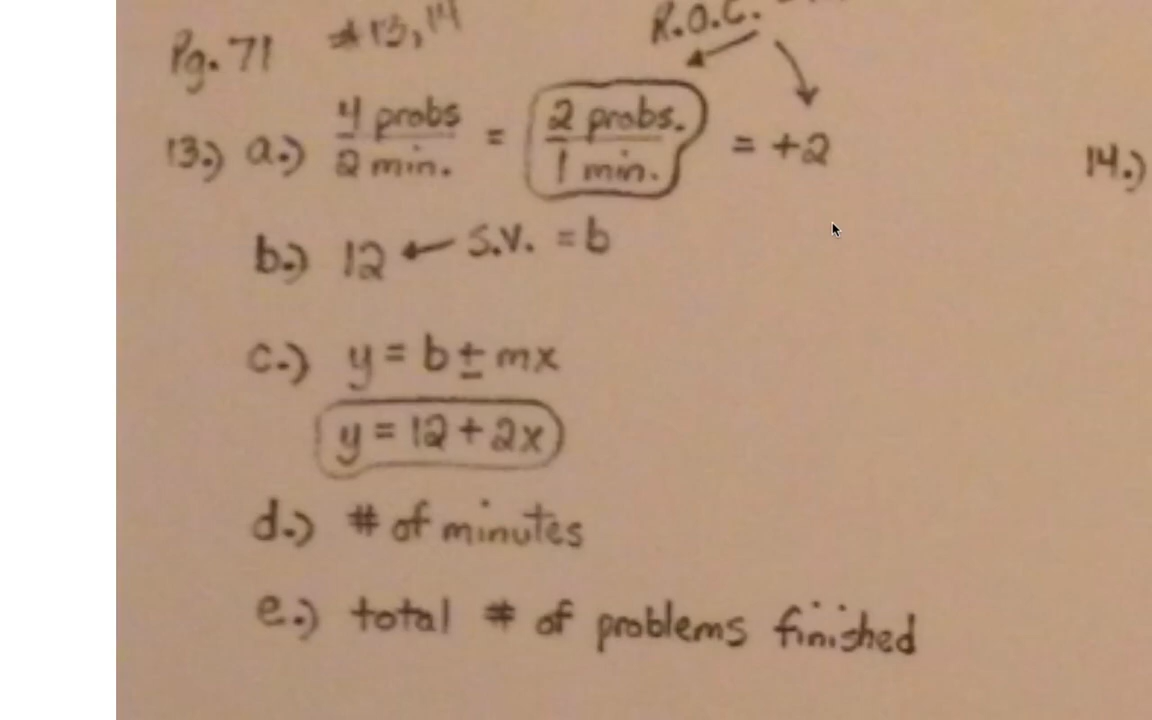 Pg. 71 #13, 14
R.O.C.
13.) a.) 4 probs / 2 min. = 2 probs. / 1 min. = +2
14.)
b.) 12 ← S.V. = b
c.) y = b ± mx
y = 12 + 2x
d.) # of minutes
e.) total # of problems finished